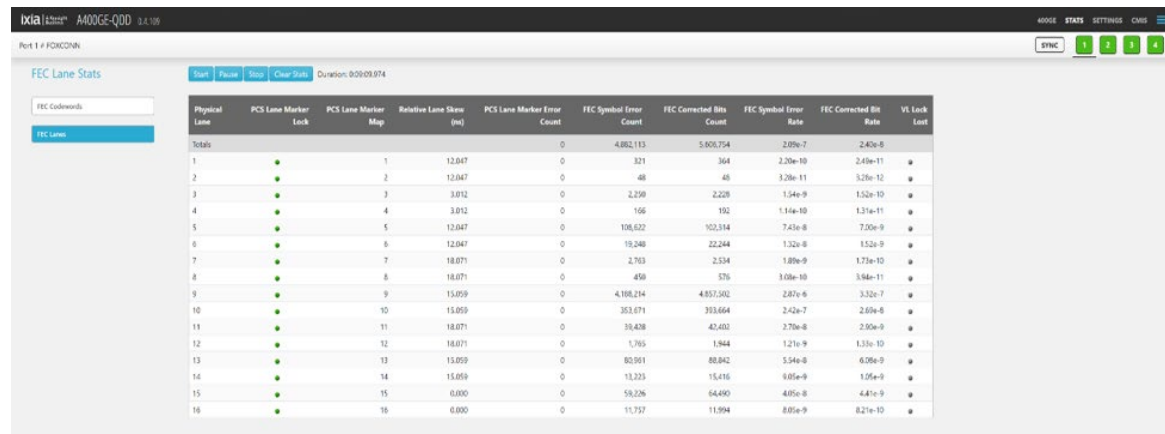 ixia A400GE-QDD 0.4.109 400GE STATS SETTINGS CMIS
Port 1 # FOXCONN SYNC 1 2 3 4
FEC Lane Stats Start Pause Stop Clear Stats Duration: 0:09:09.974
FEC Codewords
FEC Lanes
Physical Lane PCS Lane Marker Lock PCS Lane Marker Map Relative Lane Skew (ns) PCS Lane Marker Error Count FEC Symbol Error Count FEC Corrected Bits Count FEC Symbol Error Rate FEC Corrected Bit Rate VL Lock Lost
Totals 0 4,882,113 5,606,754 2.09e-7 2.40e-8
1 1 12.047 0 321 364 2.20e-10 2.49e-11
2 2 12.047 0 48 48 3.28e-11 3.28e-12
3 3 3.012 0 2,250 2,228 1.54e-9 1.52e-10
4 4 3.012 0 166 192 1.14e-10 1.31e-11
5 5 12.047 0 108,622 102,314 7.43e-8 7.00e-9
6 6 12.047 0 19,248 22,244 1.32e-8 1.52e-9
7 7 18.071 0 2,763 2,534 1.89e-9 1.73e-10
8 8 18.071 0 450 576 3.08e-10 3.94e-11
9 9 15.059 0 4,188,214 4,857,502 2.87e-6 3.32e-7
10 10 15.059 0 353,671 393,664 2.42e-7 2.69e-8
11 11 18.071 0 39,428 42,402 2.70e-8 2.90e-9
12 12 18.071 0 1,765 1,944 1.21e-9 1.33e-10
13 13 15.059 0 80,961 88,842 5.54e-8 6.08e-9
14 14 15.059 0 13,223 15,416 9.05e-9 1.05e-9
15 15 0.000 0 59,226 64,490 4.05e-8 4.41e-9
16 16 0.000 0 11,757 11,994 8.05e-9 8.21e-10